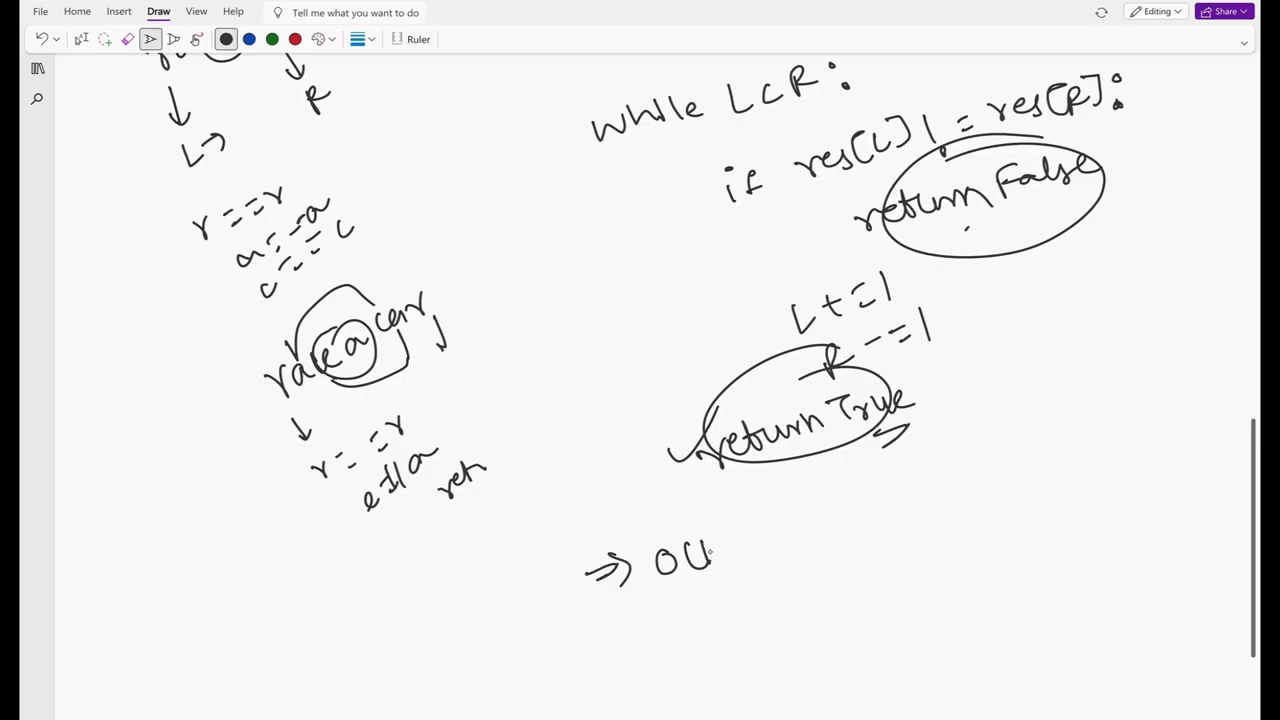 File Home Insert Draw View Help Tell me what you want to do Editing Share
Ruler
R
L
while L<R:
if res[L] != res[R]:
return False
r==r
a==a
c==c
L+=1
R-=1
return True
r==r
ret
=> O(